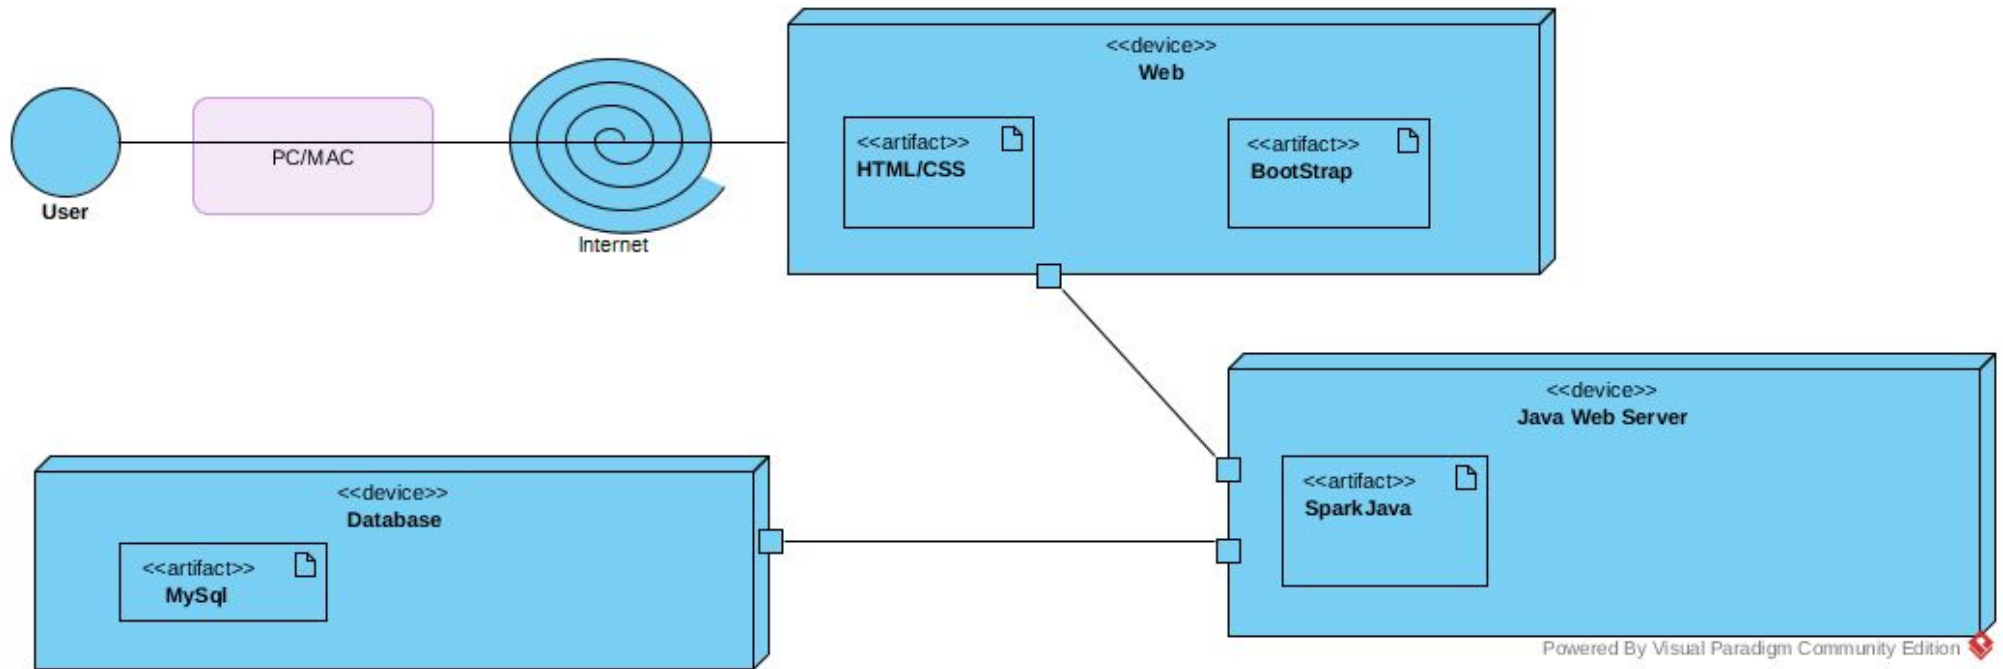 <<device>>
Web
<<artifact>>
HTML/CSS
<<artifact>>
BootStrap
PC/MAC
User
Internet
<<device>>
Java Web Server
<<artifact>>
SparkJava
<<device>>
Database
<<artifact>>
MySql
Powered By Visual Paradigm Community Edition